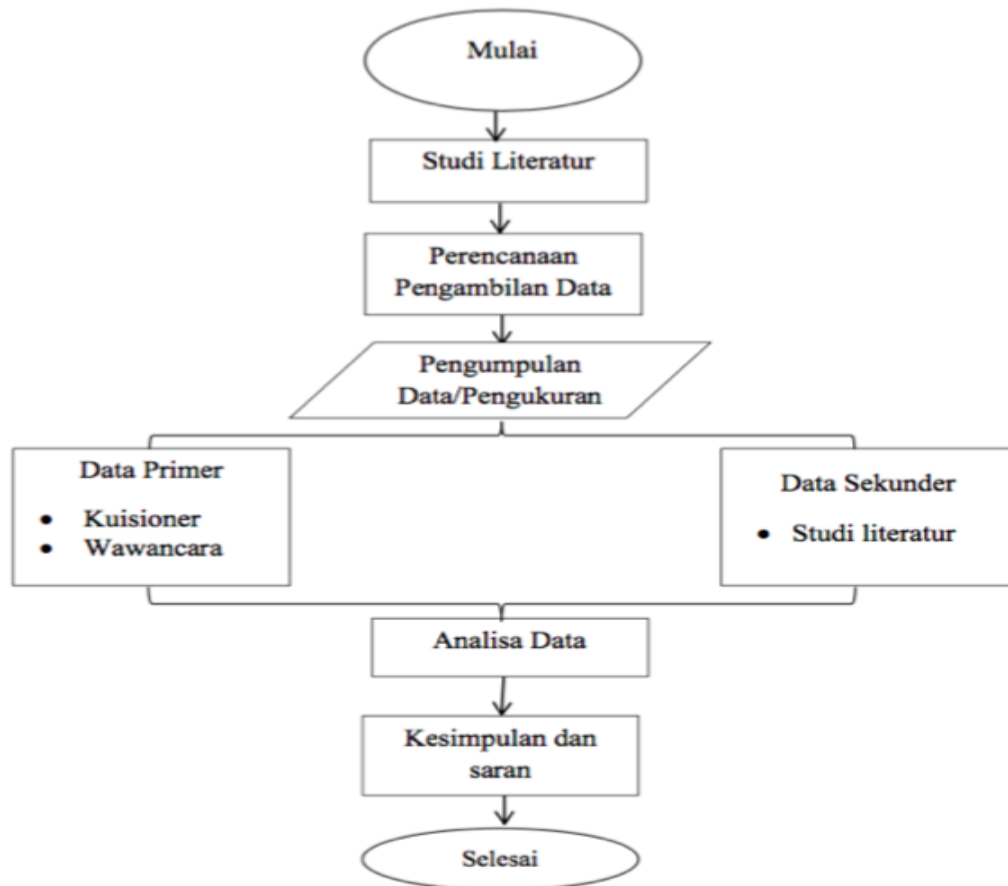 Mulai
Studi Literatur
Perencanaan
Pengambilan Data
Pengumpulan
Data/Pengukuran
Data Primer
• Kuisioner
• Wawancara
Data Sekunder
• Studi literatur
Analisa Data
Kesimpulan dan
saran
Selesai